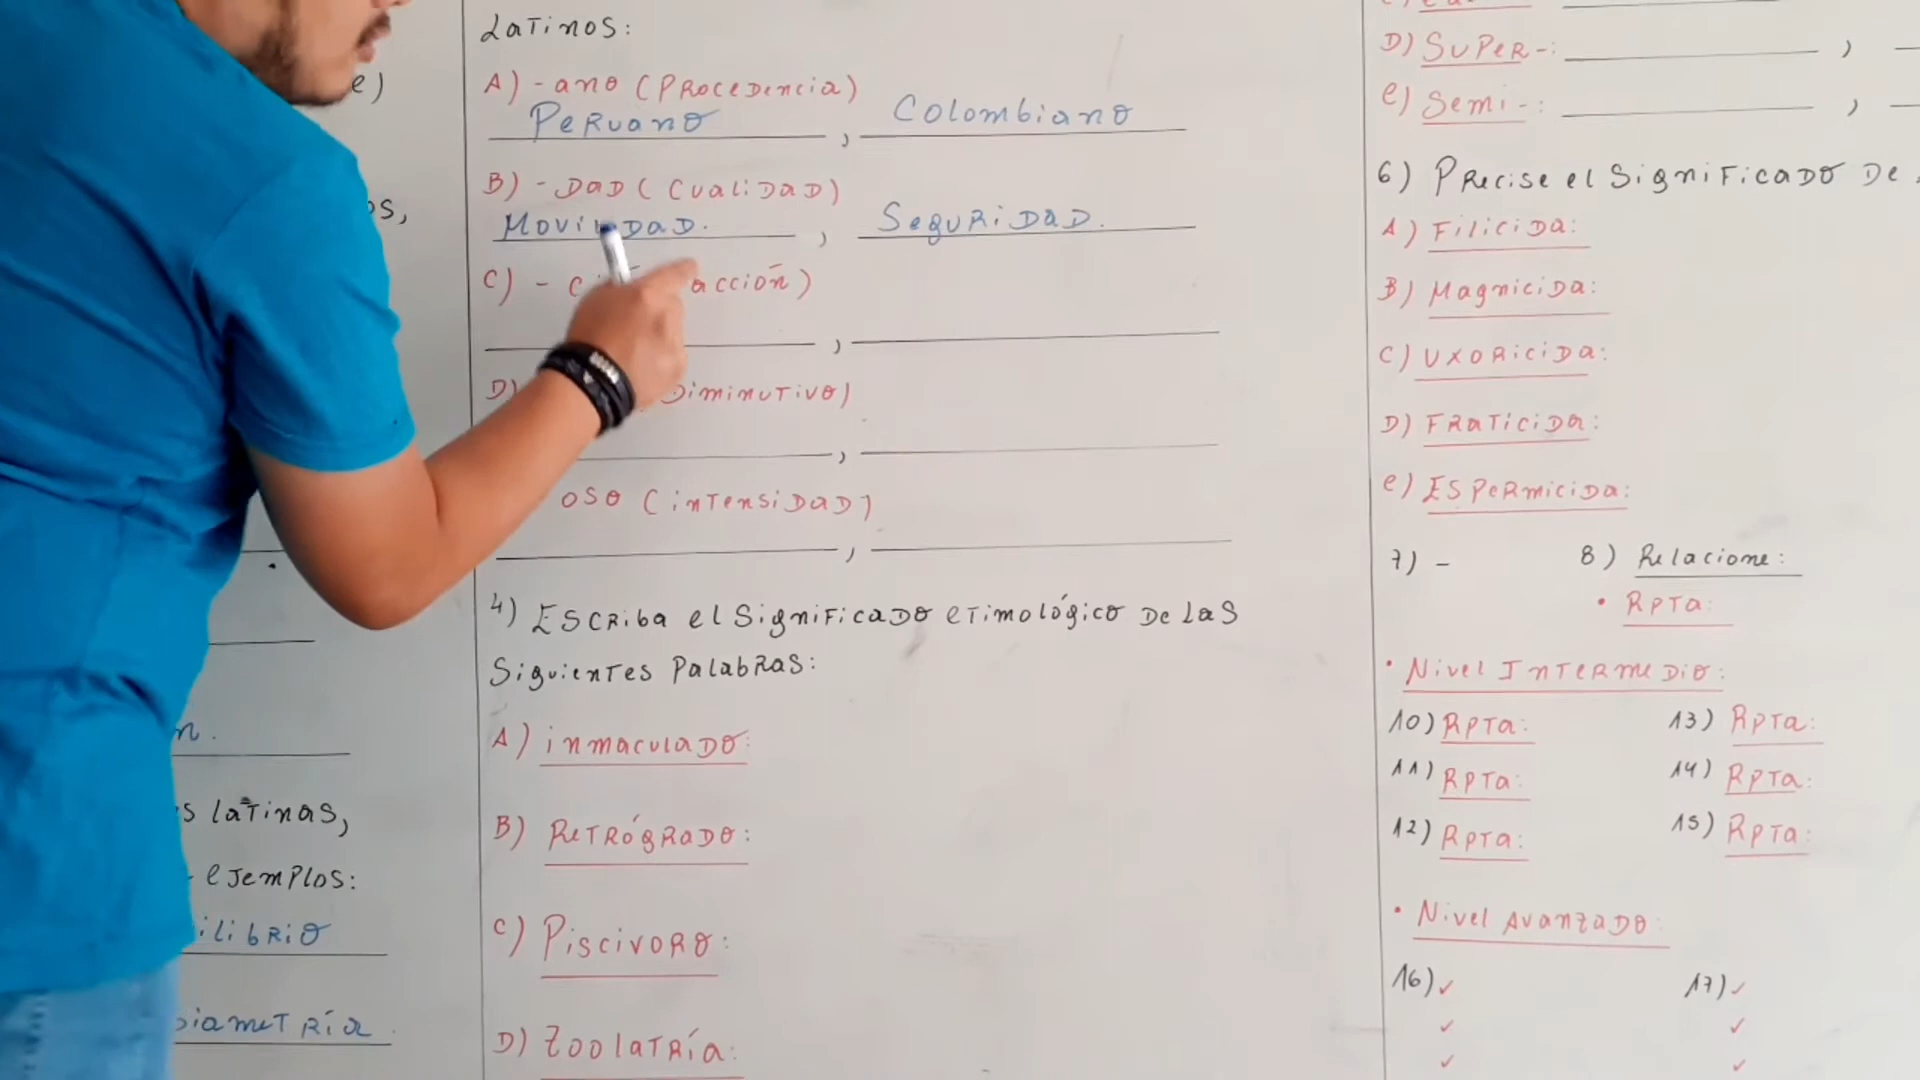 Latinos:
A) -ano (Procedencia)
Peruano , Colombiano
B) -Dad (Cualidad)
Movilidad. , Seguridad.
C) - acción)
D) Diminutivo)
oso (intensidad)
4) Escriba el significado etimológico de las
siguientes palabras:
A) inmaculado:
B) Retrógrado:
C) Piscivoro:
D) Zoolatría:
s latinas,
ejemplos:
ilibrio
iametría.
D) Super-:
e) Semi-:
6) Precise el significado de
A) Filicida:
B) Magnicida:
C) Uxoricida:
D) Fraticida:
e) Espermicida:
7) - 8) Relacione:
• Rpta:
• Nivel Intermedio:
10) Rpta: 13) Rpta:
11) Rpta: 14) Rpta:
12) Rpta: 15) Rpta:
• Nivel Avanzado:
16) ✓ 17) ✓
✓ ✓
✓ ✓